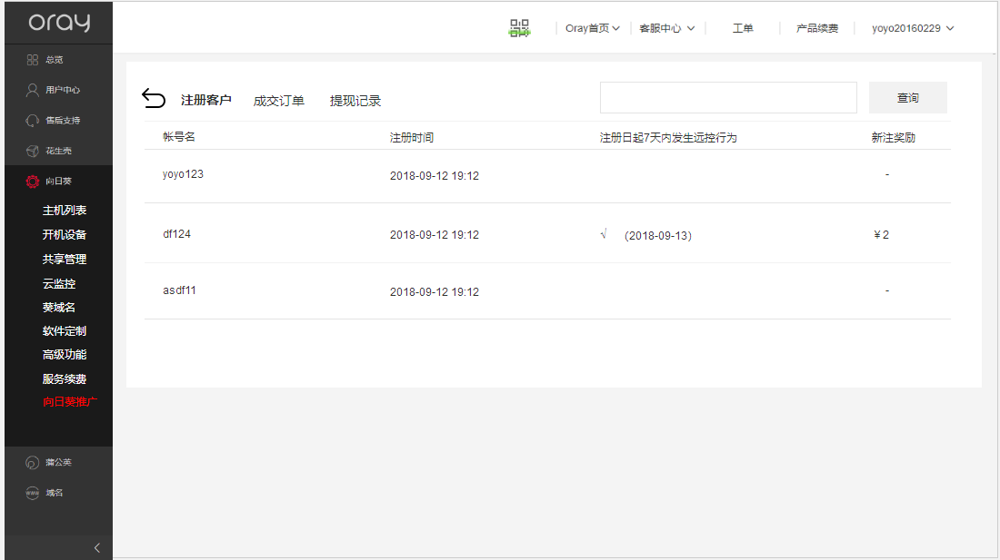 oray
Oray首页
客服中心
工单
产品续费
yoyo20160229
总览
用户中心
售后支持
花生壳
向日葵
主机列表
开机设备
共享管理
云监控
葵域名
软件定制
高级功能
服务续费
向日葵推广
蒲公英
www 域名
注册客户 成交订单 提现记录
查询
帐号名 注册时间 注册日起7天内发生远控行为 新注奖励
yoyo123 2018-09-12 19:12 -
df124 2018-09-12 19:12 √ (2018-09-13) ¥ 2
asdf11 2018-09-12 19:12 -